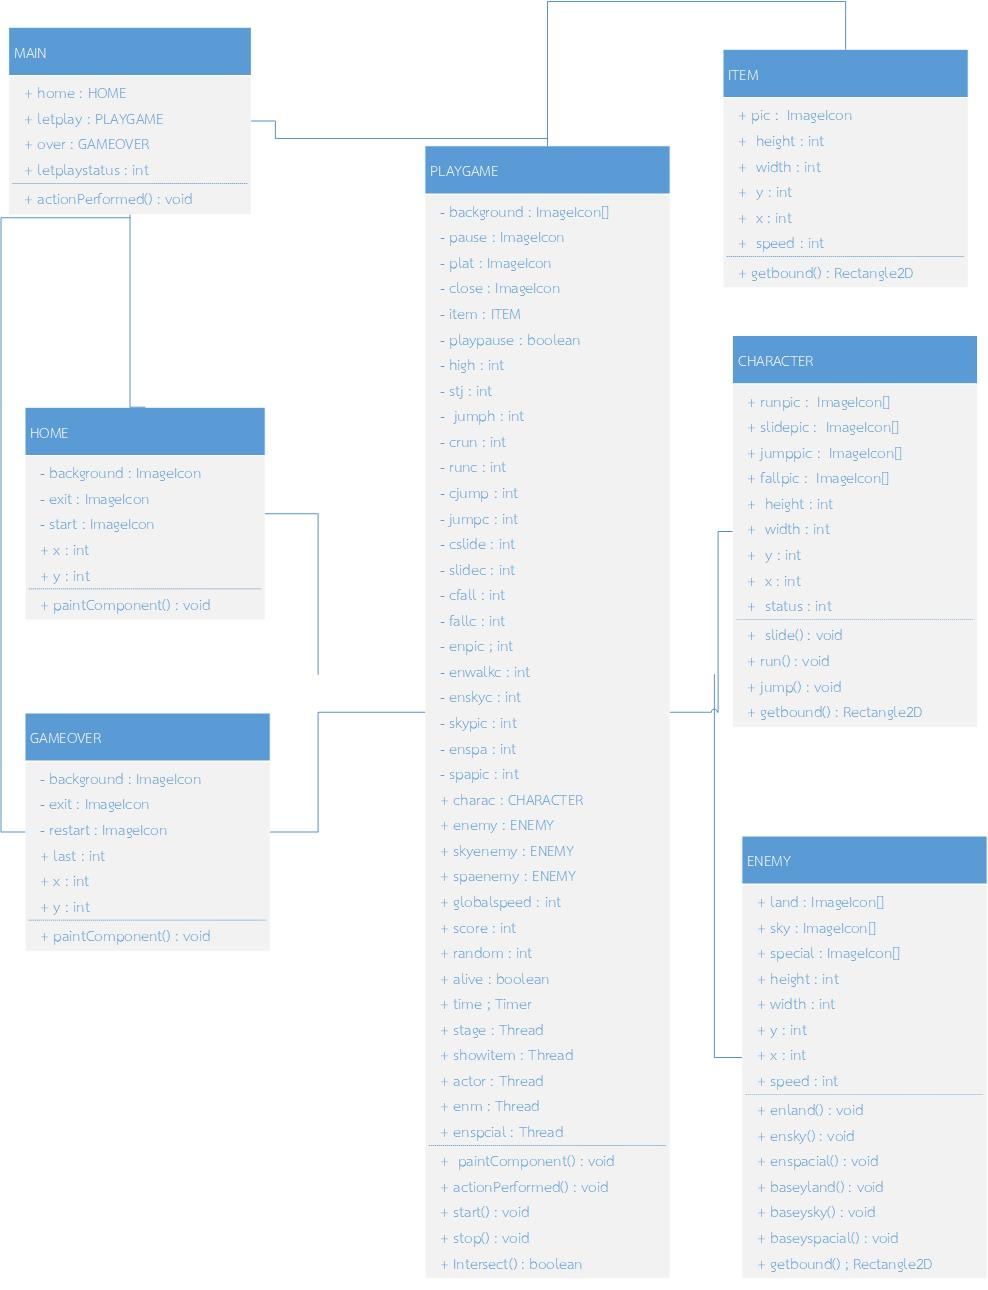 MAIN
+ home : HOME
+ letplay : PLAYGAME
+ over : GAMEOVER
+ letplaystatus : int
+ actionPerformed() : void
HOME
- background : ImageIcon
- exit : ImageIcon
- start : ImageIcon
+ x : int
+ y : int
+ paintComponent() : void
GAMEOVER
- background : ImageIcon
- exit : ImageIcon
- restart : ImageIcon
+ last : int
+ x : int
+ y : int
+ paintComponent() : void
PLAYGAME
- background : ImageIcon[]
- pause : ImageIcon
- plat : ImageIcon
- close : ImageIcon
- item : ITEM
- playpause : boolean
- high : int
- stj : int
- jumph : int
- crun : int
- runc : int
- cjump : int
- jumpc : int
- cslide : int
- slidec : int
- cfall : int
- fallc : int
- enpic ; int
- enwalkc : int
- enskyc : int
- skypic : int
- enspa : int
- spapic : int
+ charac : CHARACTER
+ enemy : ENEMY
+ skyenemy : ENEMY
+ spaenemy : ENEMY
+ globalspeed : int
+ score : int
+ random : int
+ alive : boolean
+ time ; Timer
+ stage : Thread
+ showitem : Thread
+ actor : Thread
+ enm : Thread
+ enspcial : Thread
+ paintComponent() : void
+ actionPerformed() : void
+ start() : void
+ stop() : void
+ Intersect() : boolean
ITEM
+ pic : ImageIcon
+ height : int
+ width : int
+ y : int
+ x : int
+ speed : int
+ getbound() : Rectangle2D
CHARACTER
+ runpic : ImageIcon[]
+ slidepic : ImageIcon[]
+ jumppic : ImageIcon[]
+ fallpic : ImageIcon[]
+ height : int
+ width : int
+ y : int
+ x : int
+ status : int
+ slide() : void
+ run() : void
+ jump() : void
+ getbound() : Rectangle2D
ENEMY
+ land : ImageIcon[]
+ sky : ImageIcon[]
+ special : ImageIcon[]
+ height : int
+ width : int
+ y : int
+ x : int
+ speed : int
+ enland() : void
+ ensky() : void
+ enspacial() : void
+ baseyland() : void
+ baseysky() : void
+ baseyspacial() : void
+ getbound() ; Rectangle2D